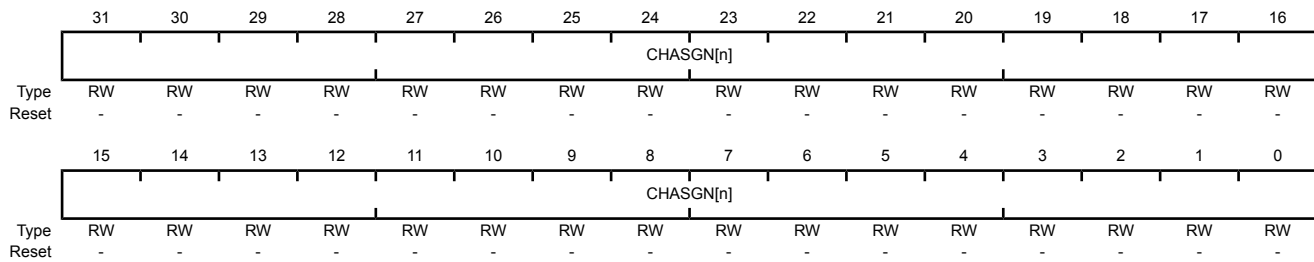 31 30 29 28 27 26 25 24 23 22 21 20 19 18 17 16
CHASGN[n]
Type RW RW RW RW RW RW RW RW RW RW RW RW RW RW RW RW
Reset - - - - - - - - - - - - - - - -
15 14 13 12 11 10 9 8 7 6 5 4 3 2 1 0
CHASGN[n]
Type RW RW RW RW RW RW RW RW RW RW RW RW RW RW RW RW
Reset - - - - - - - - - - - - - - - -